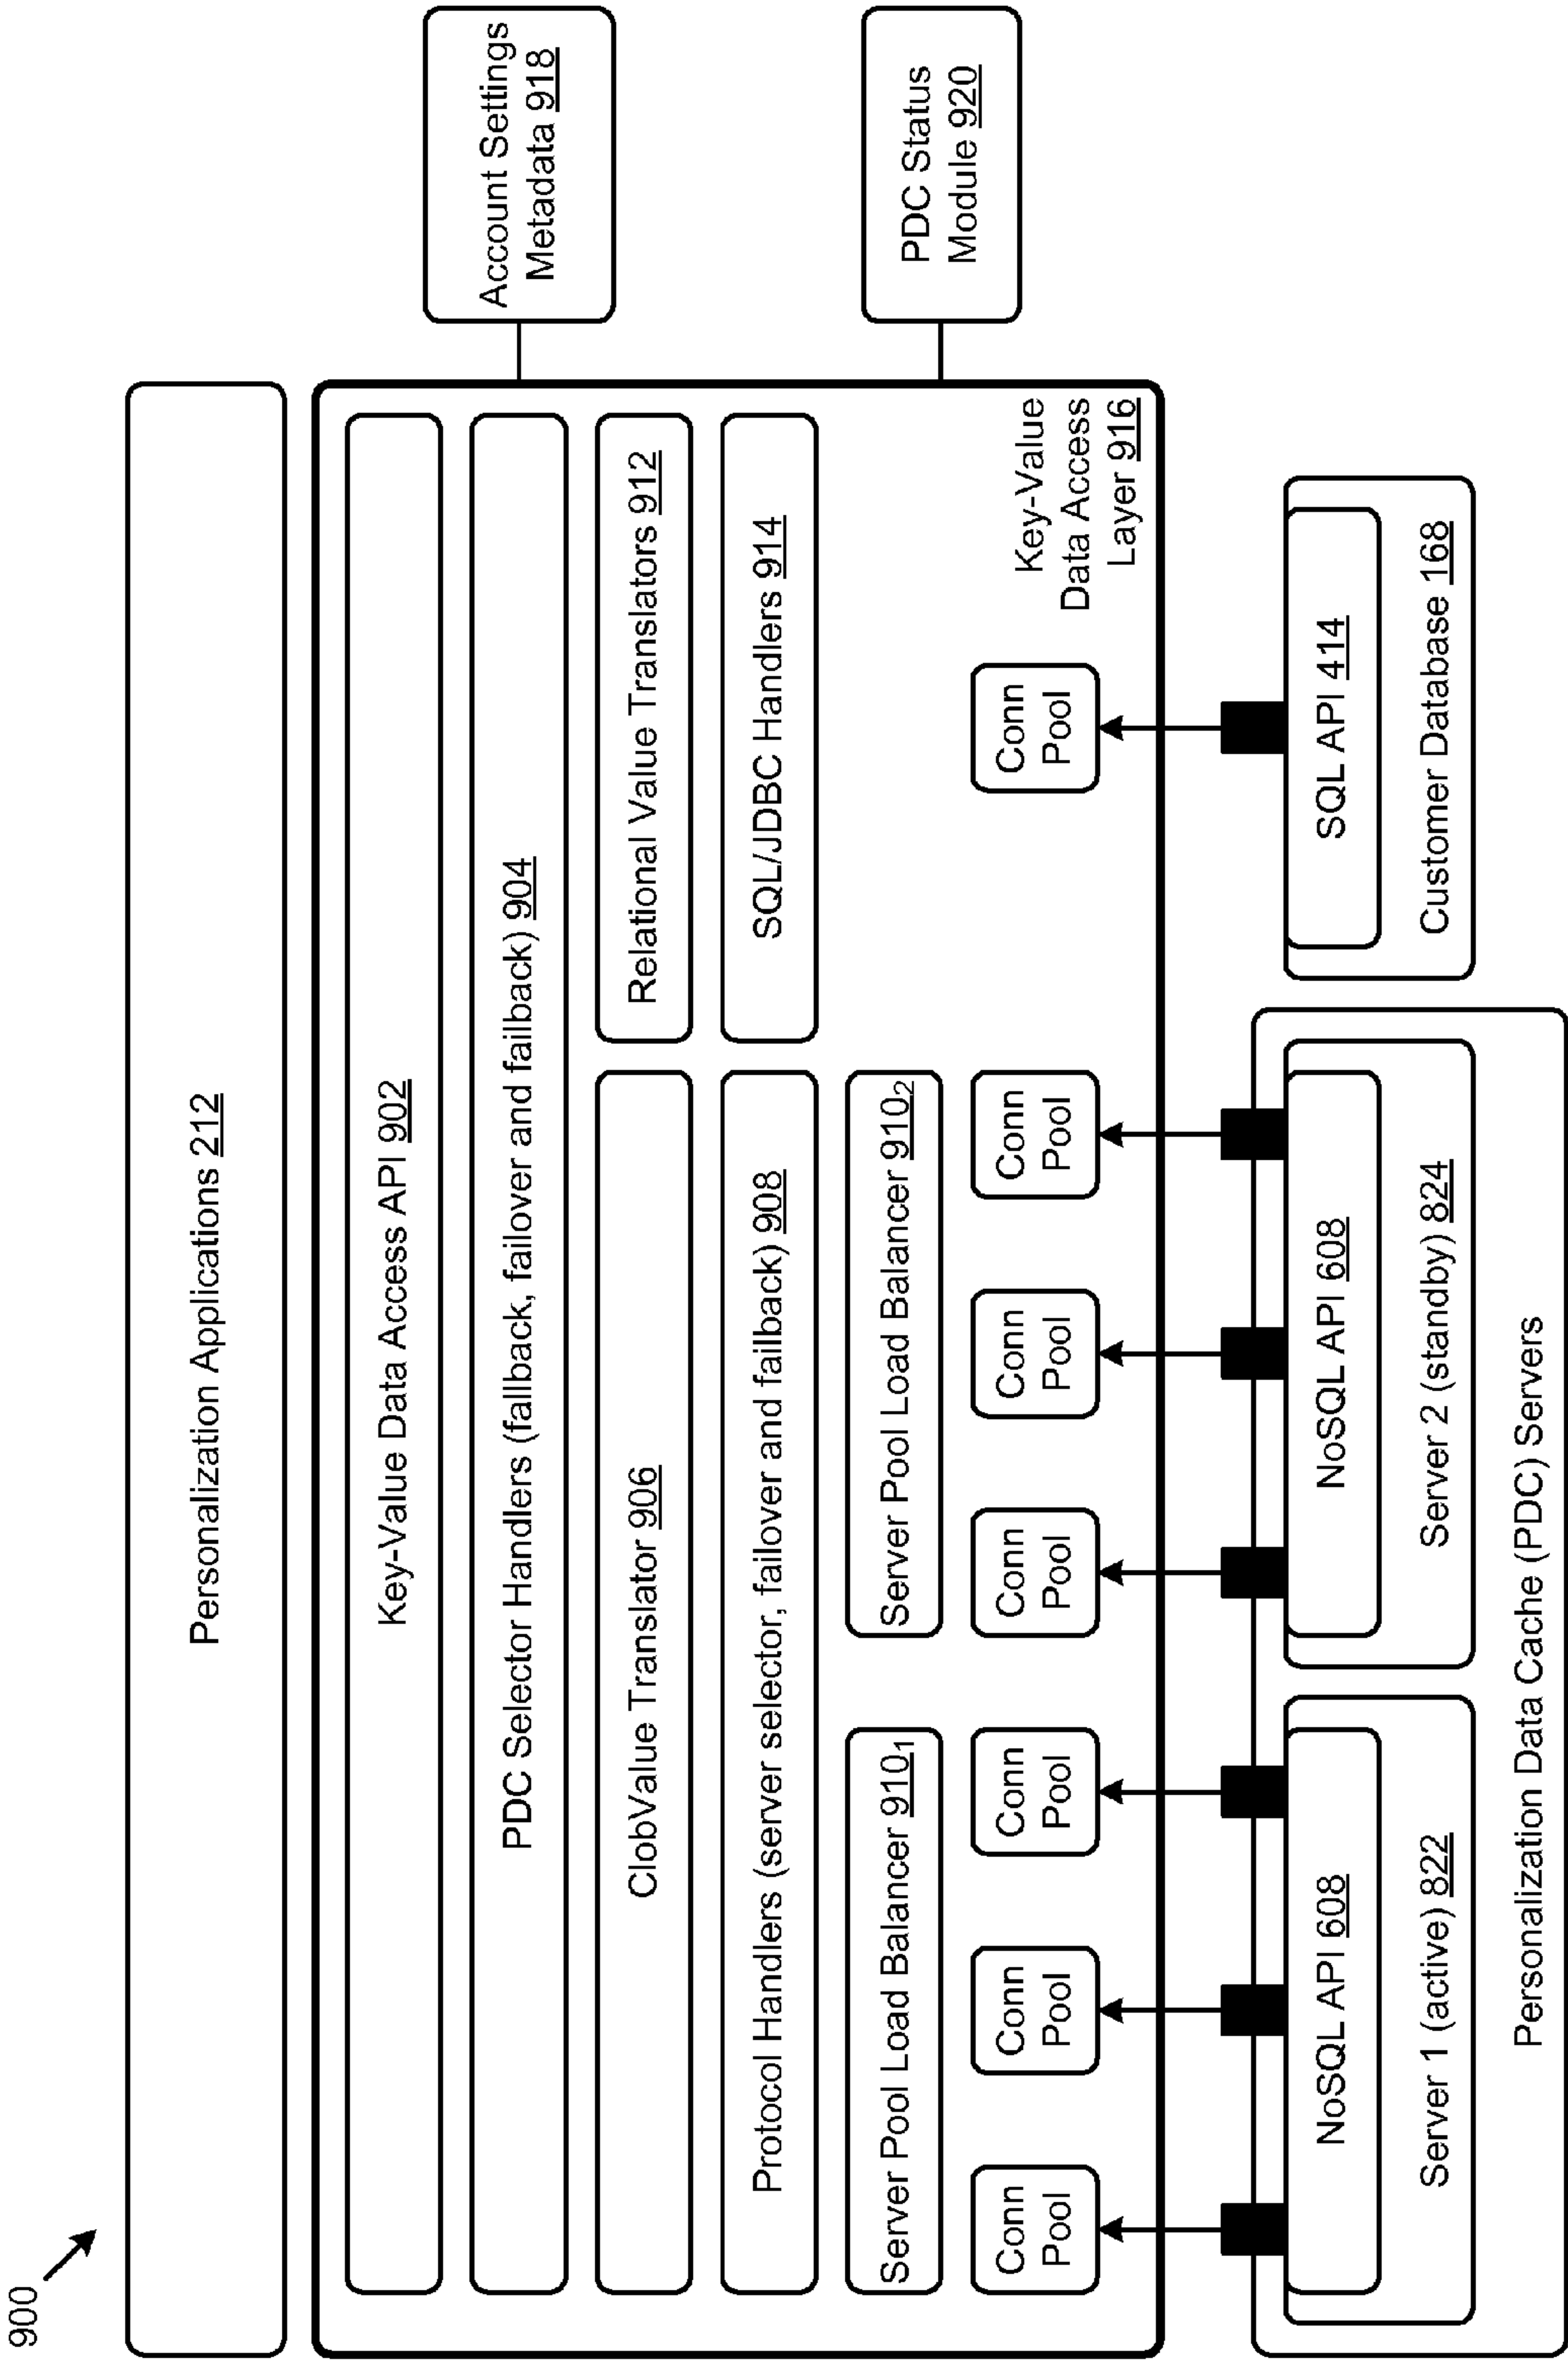 900
Personalization Applications 212
Key-Value Data Access API 902
PDC Selector Handlers (fallback, failover and failback) 904
ClobValue Translator 906
Relational Value Translators 912
Protocol Handlers (server selector, failover and failback) 908
SQL/JDBC Handlers 914
Server Pool Load Balancer 910₁
Server Pool Load Balancer 910₂
Conn
Pool
Conn
Pool
Conn
Pool
Conn
Pool
Conn
Pool
Conn
Pool
Conn
Pool
Key-Value
Data Access
Layer 916
Account Settings
Metadata 918
PDC Status
Module 920
NoSQL API 608
Server 1 (active) 822
NoSQL API 608
Server 2 (standby) 824
Personalization Data Cache (PDC) Servers
SQL API 414
Customer Database 168